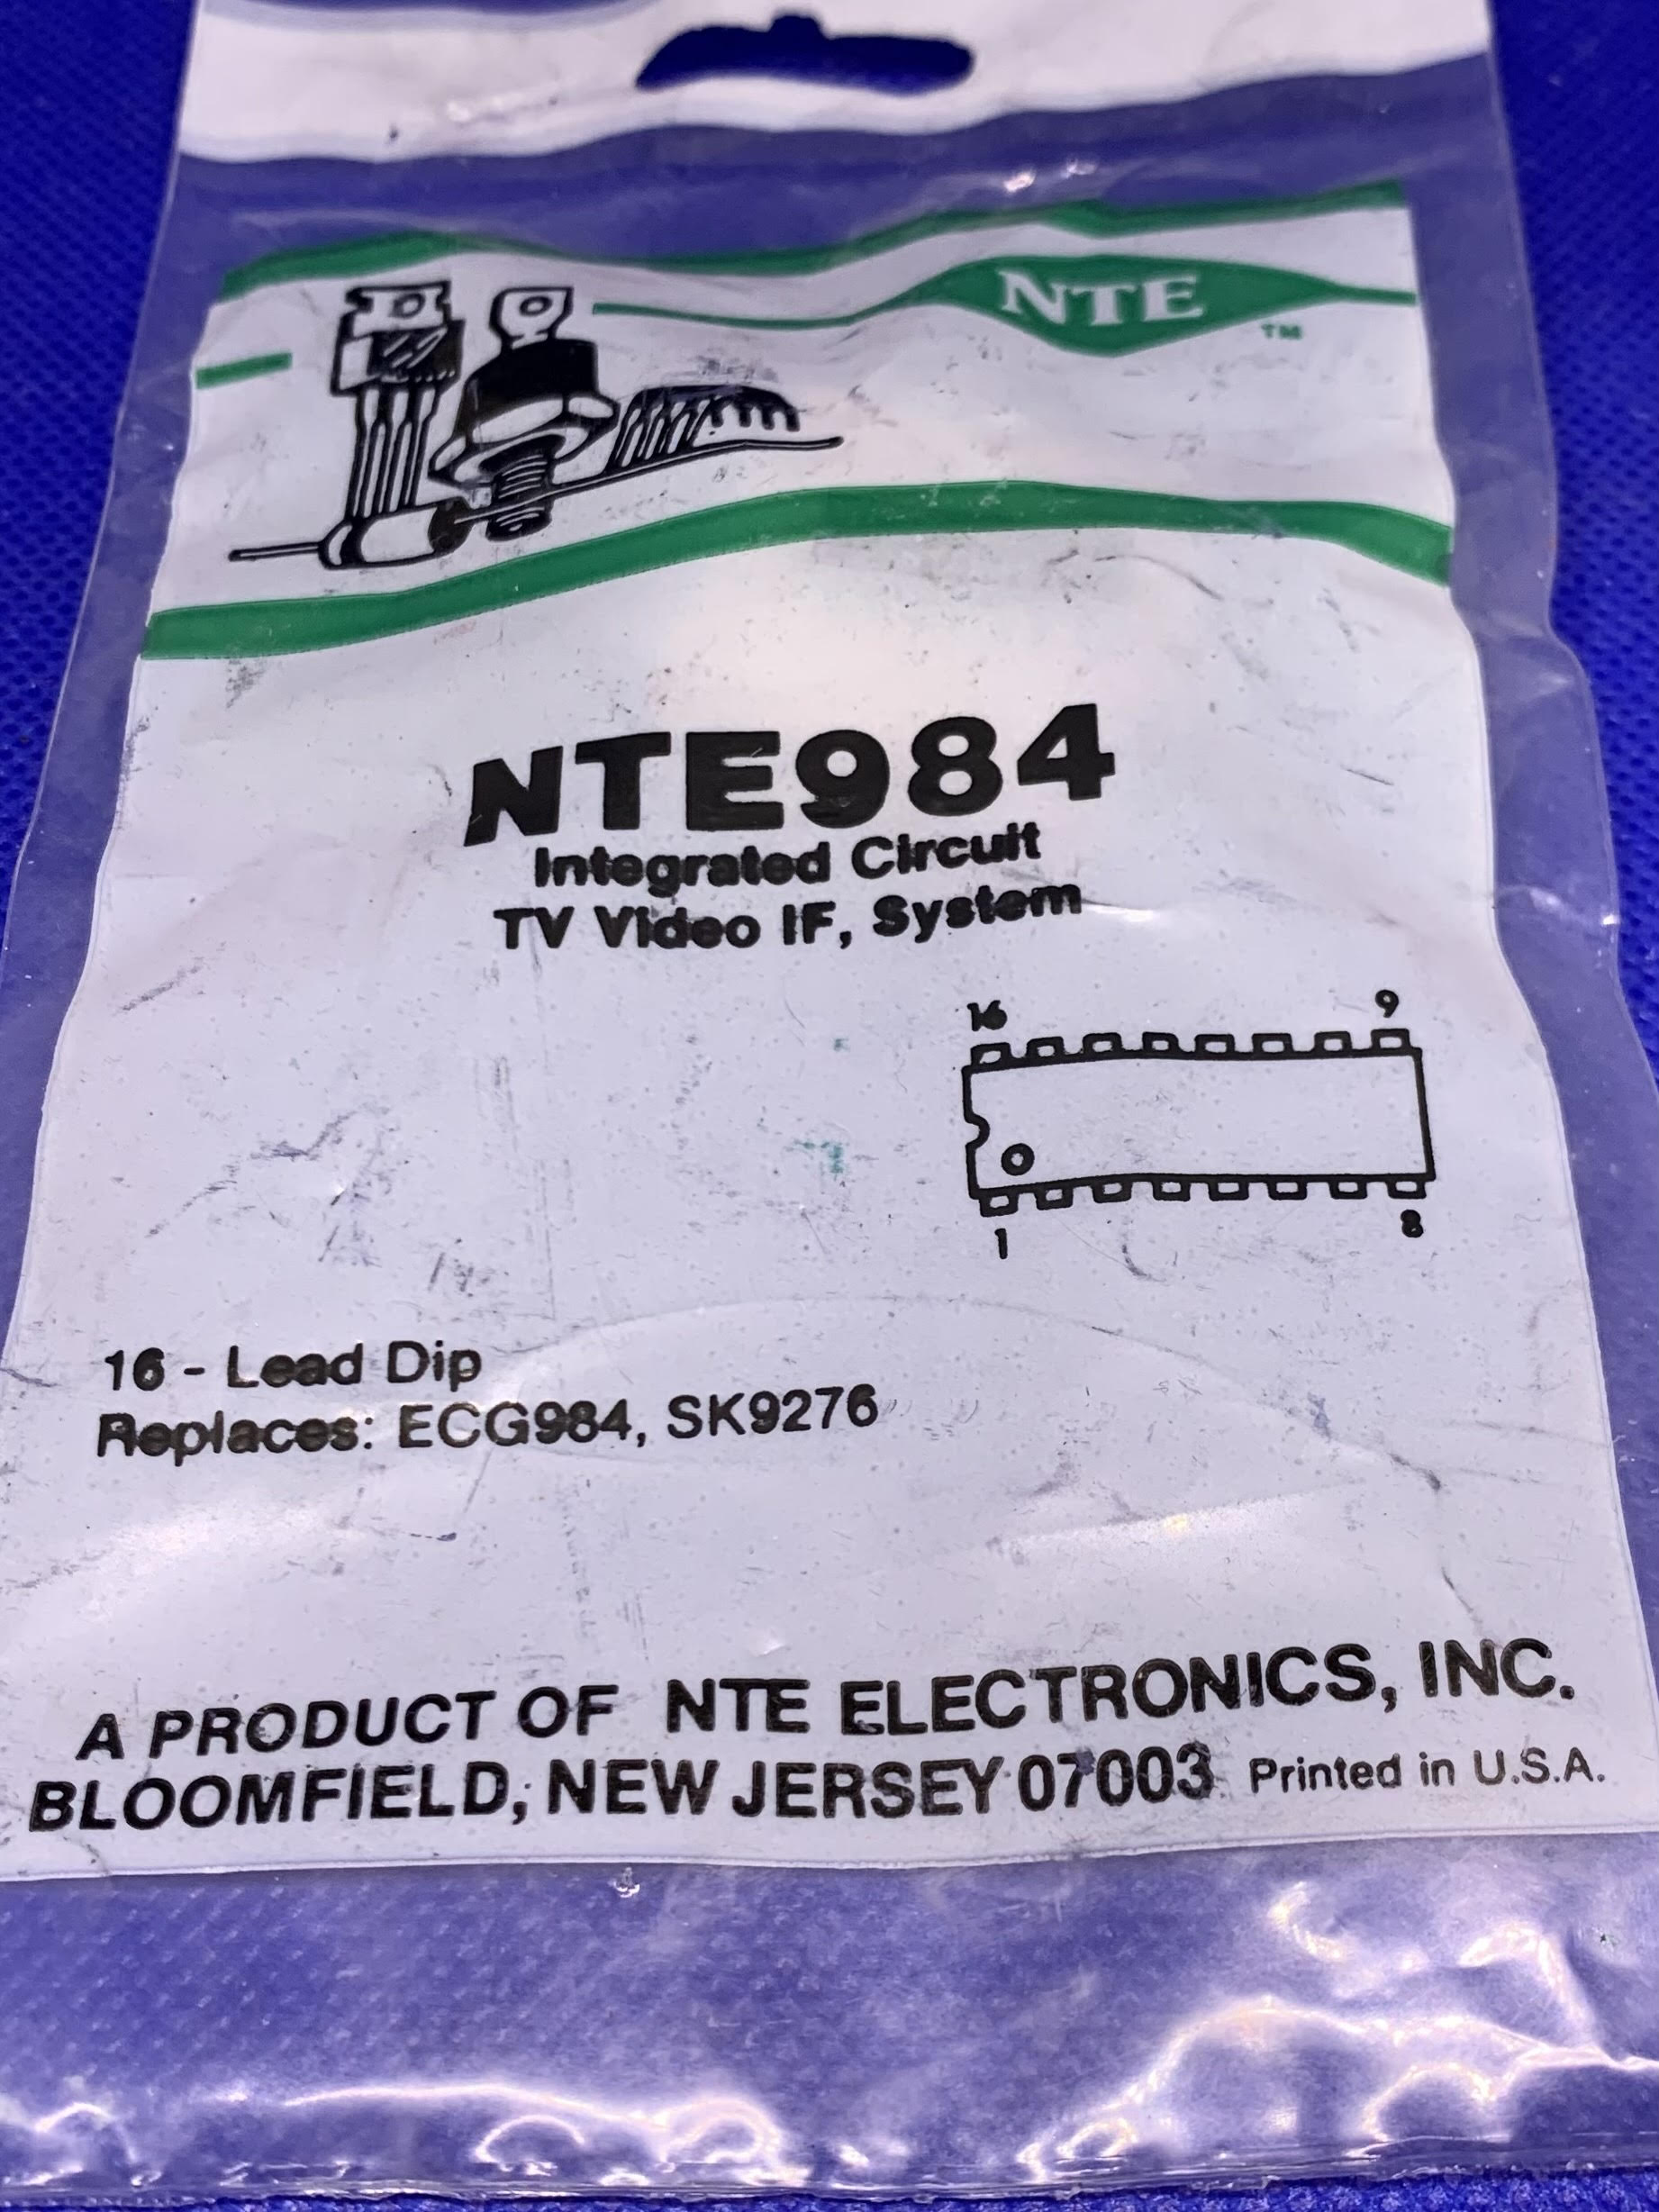 NTE
TM
NTE984
Integrated Circuit
TV Video IF, System
16 9
1 8
16 - Lead Dip
Replaces: ECG984, SK9276
A PRODUCT OF NTE ELECTRONICS, INC.
BLOOMFIELD, NEW JERSEY 07003 Printed in U.S.A.